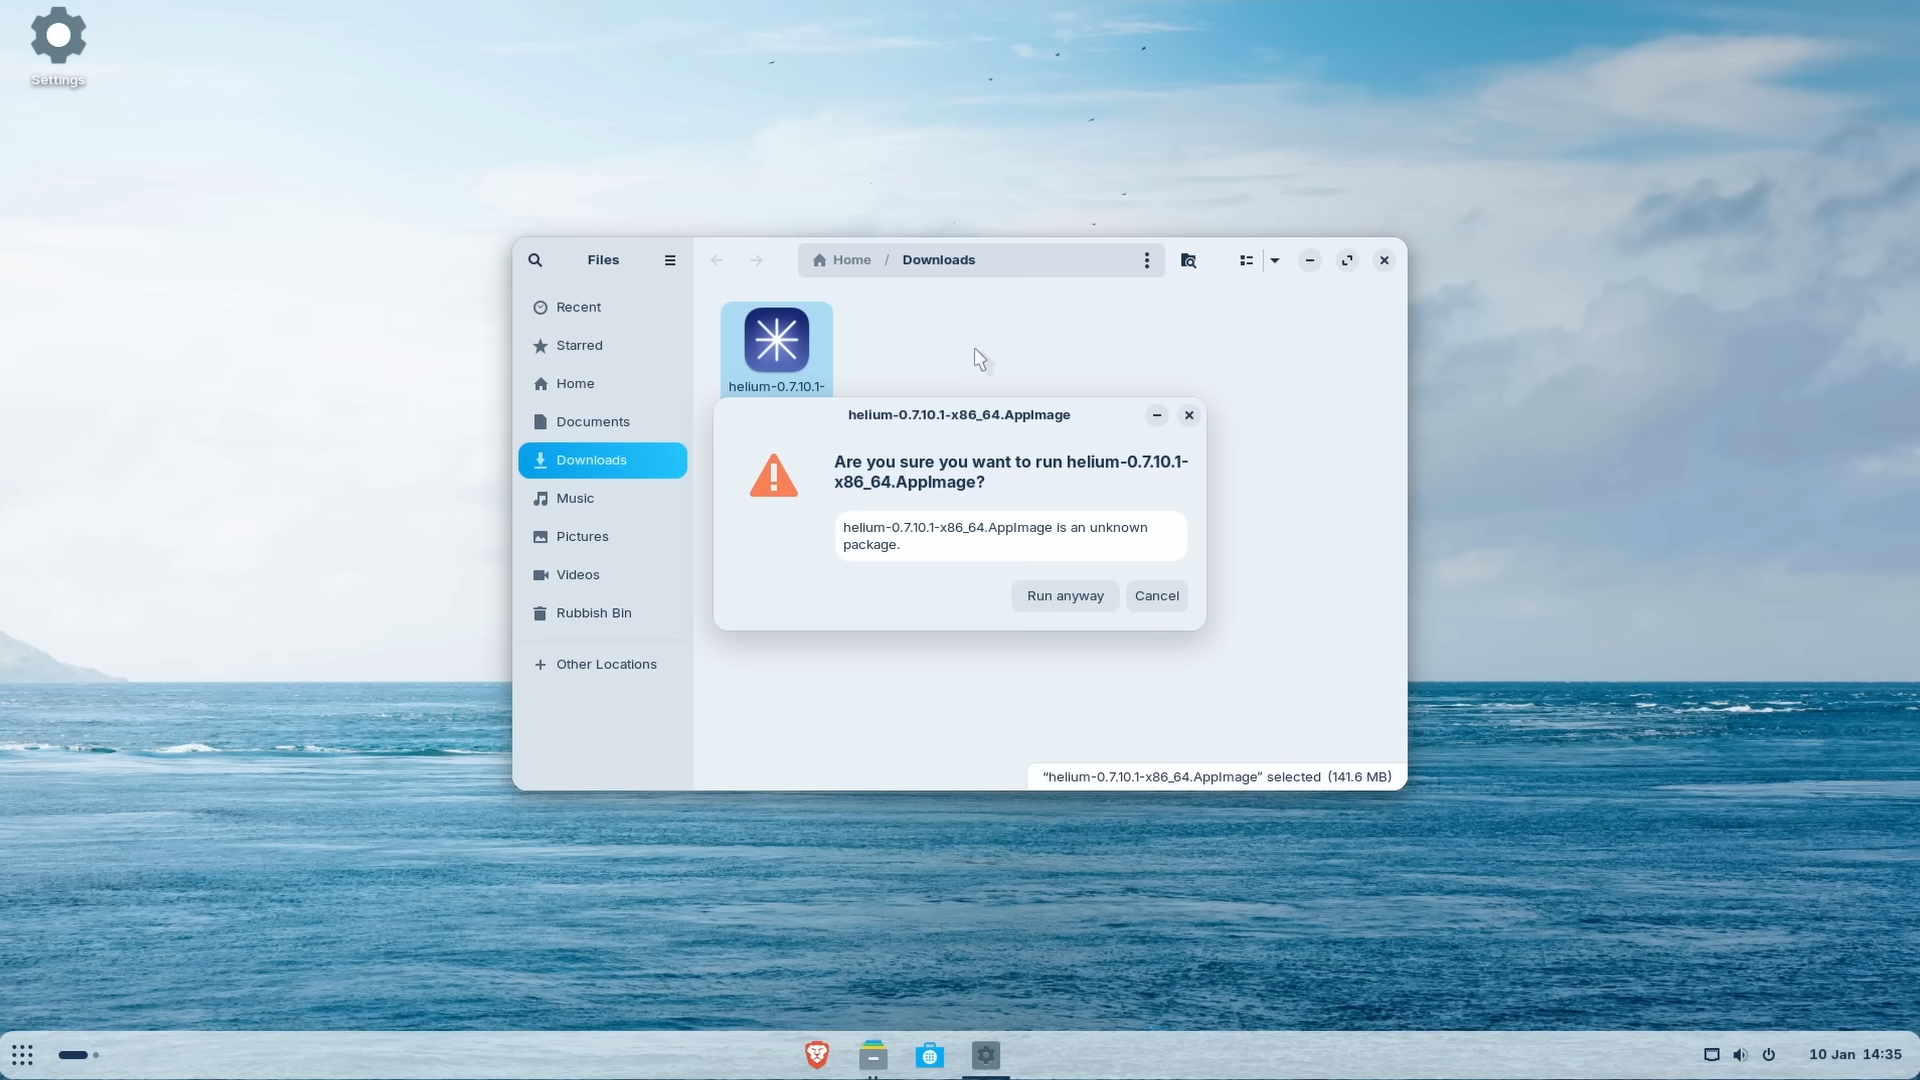 Settings
Files
Home / Downloads
Recent
Starred
Home
Documents
Downloads
Music
Pictures
Videos
Rubbish Bin
Other Locations
helium-0.7.10.1-
helium-0.7.10.1-x86_64.AppImage
Are you sure you want to run helium-0.7.10.1-
x86_64.AppImage?
helium-0.7.10.1-x86_64.AppImage is an unknown
package.
Run anyway
Cancel
“helium-0.7.10.1-x86_64.AppImage” selected (141.6 MB)
10 Jan 14:35